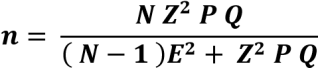 n = N Z² P Q / ( N − 1 )E² + Z² P Q